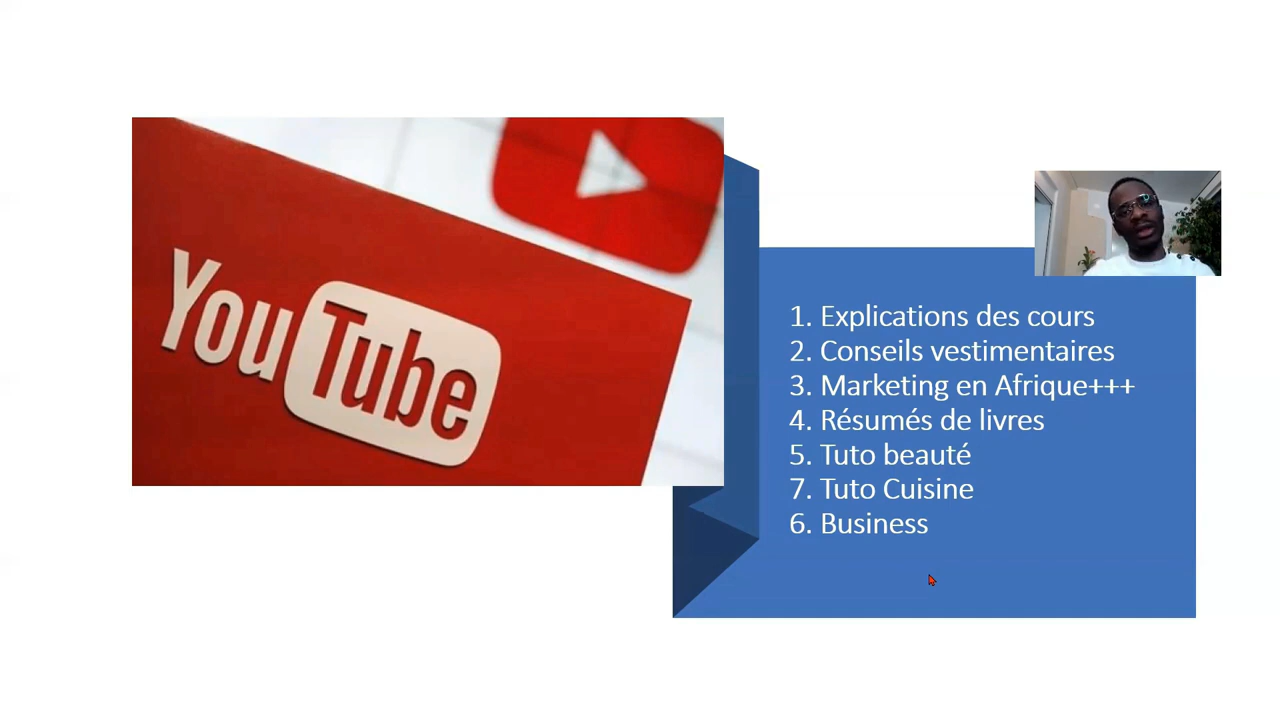 YouTube
1. Explications des cours
2. Conseils vestimentaires
3. Marketing en Afrique+++
4. Résumés de livres
5. Tuto beauté
7. Tuto Cuisine
6. Business